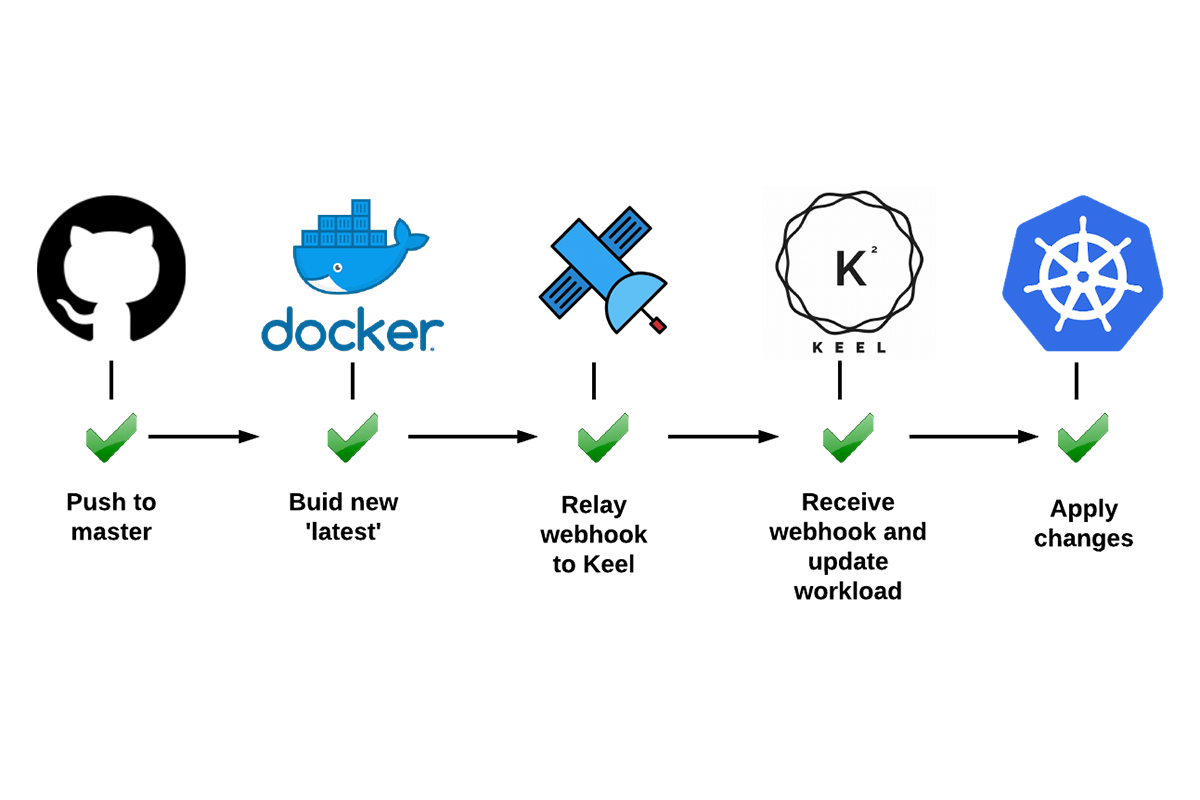 docker
K²
KEEL
Push to
master
Buid new
'latest'
Relay
webhook
to Keel
Receive
webhook and
update
workload
Apply
changes